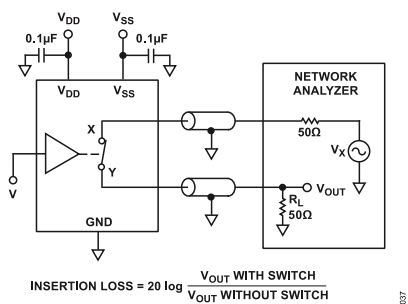 VDD
VSS
0.1µF
0.1µF
VDD
VSS
NETWORK
ANALYZER
X
50Ω
VX
Y
VOUT
RL
50Ω
V
GND
INSERTION LOSS = 20 log VOUT WITH SWITCH
VOUT WITHOUT SWITCH
037